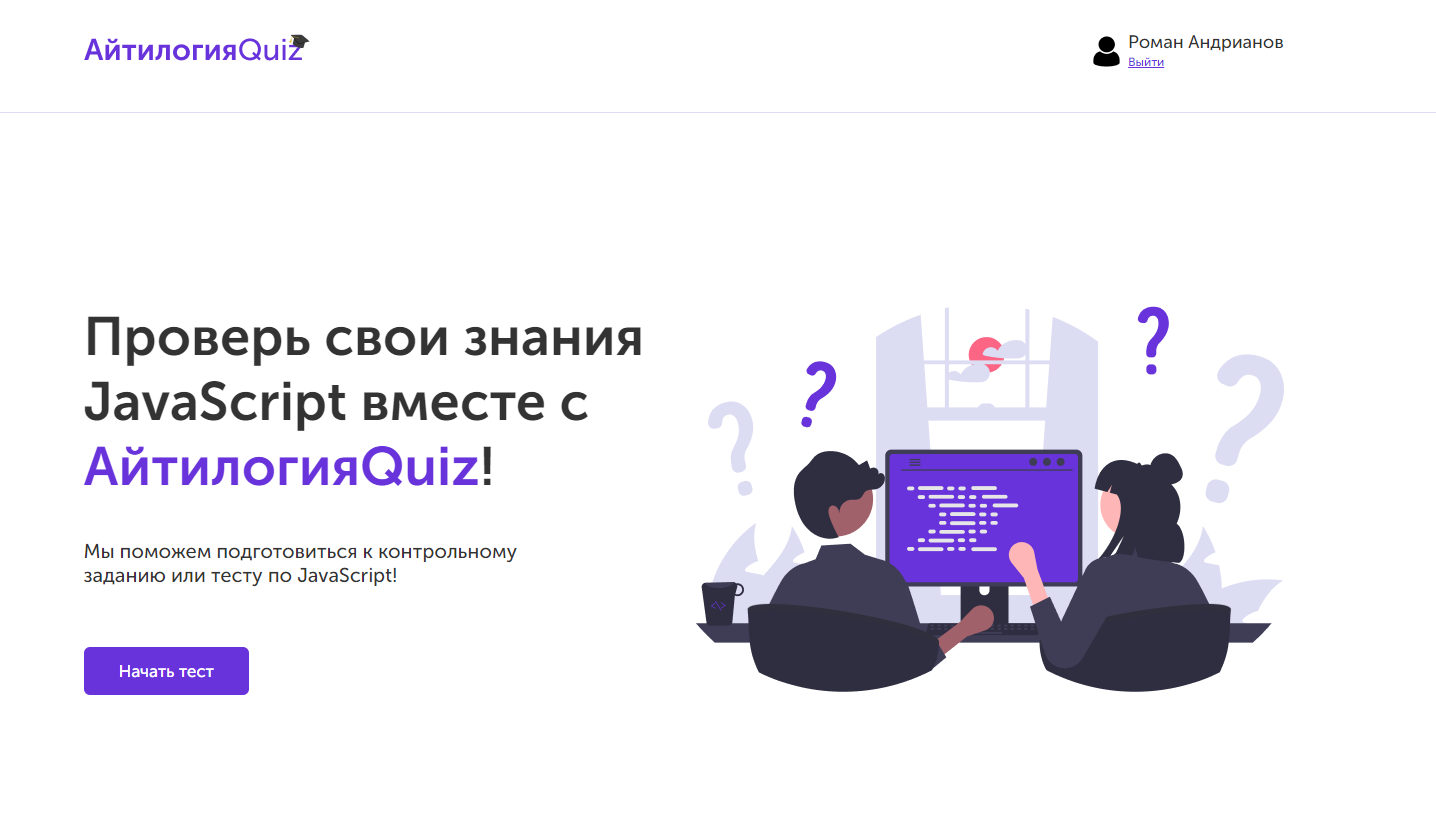 АйтилогияQuiz
Роман Андрианов
Выйти
Проверь свои знания
JavaScript вместе с
АйтилогияQuiz!
Мы поможем подготовиться к контрольному
заданию или тесту по JavaScript!
Начать тест